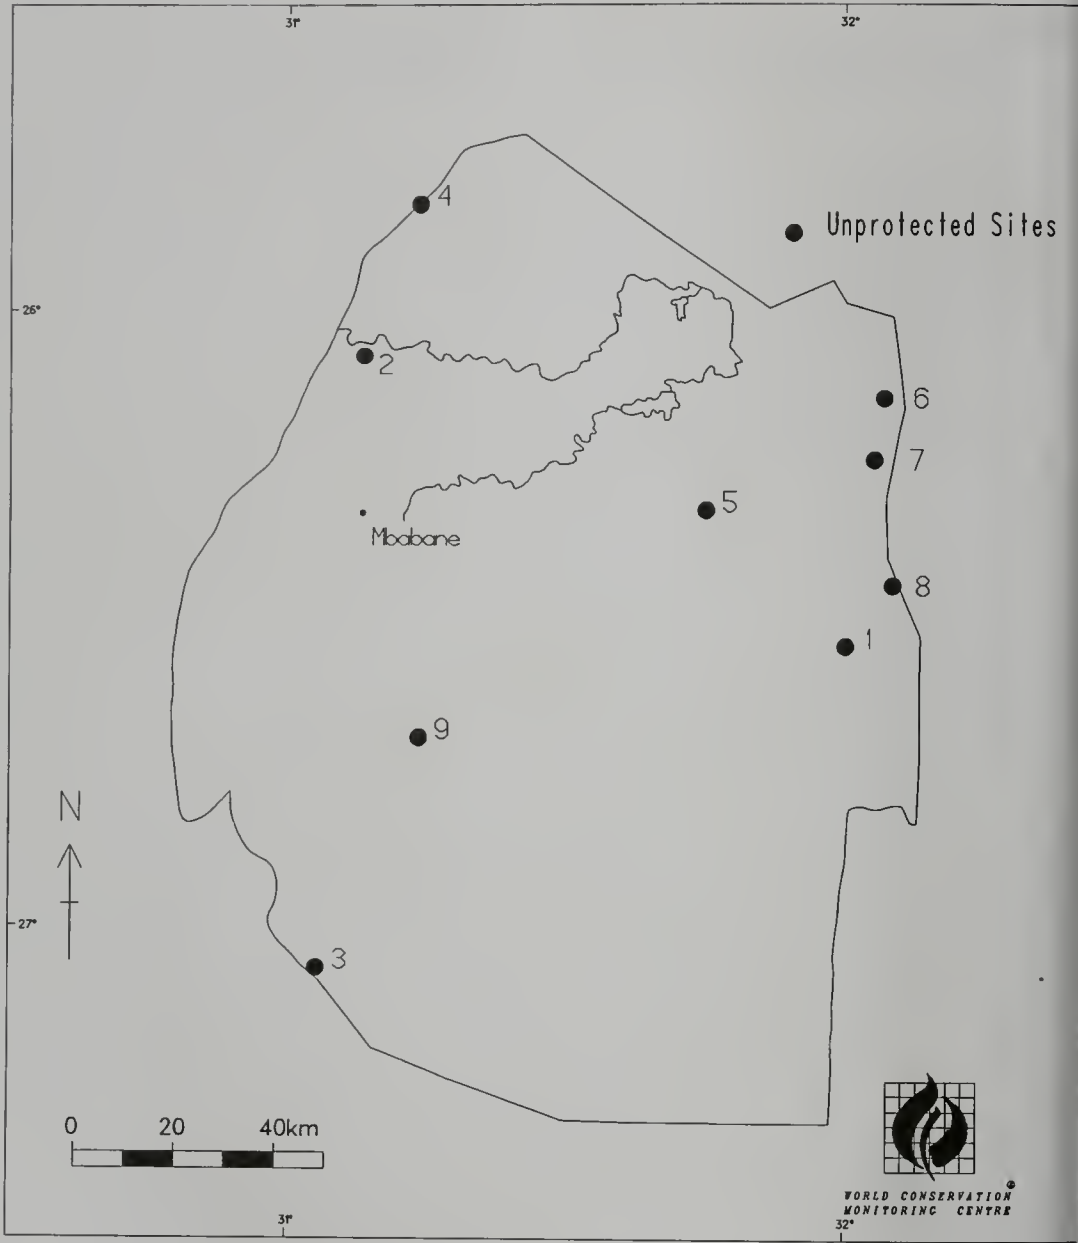 31°
32°
4
Unprotected Sites
26°
2
6
7
5
Mbabane
8
1
9
N
27°
3
0 20 40km
WORLD CONSERVATION
MONITORING CENTRE
31°
32°